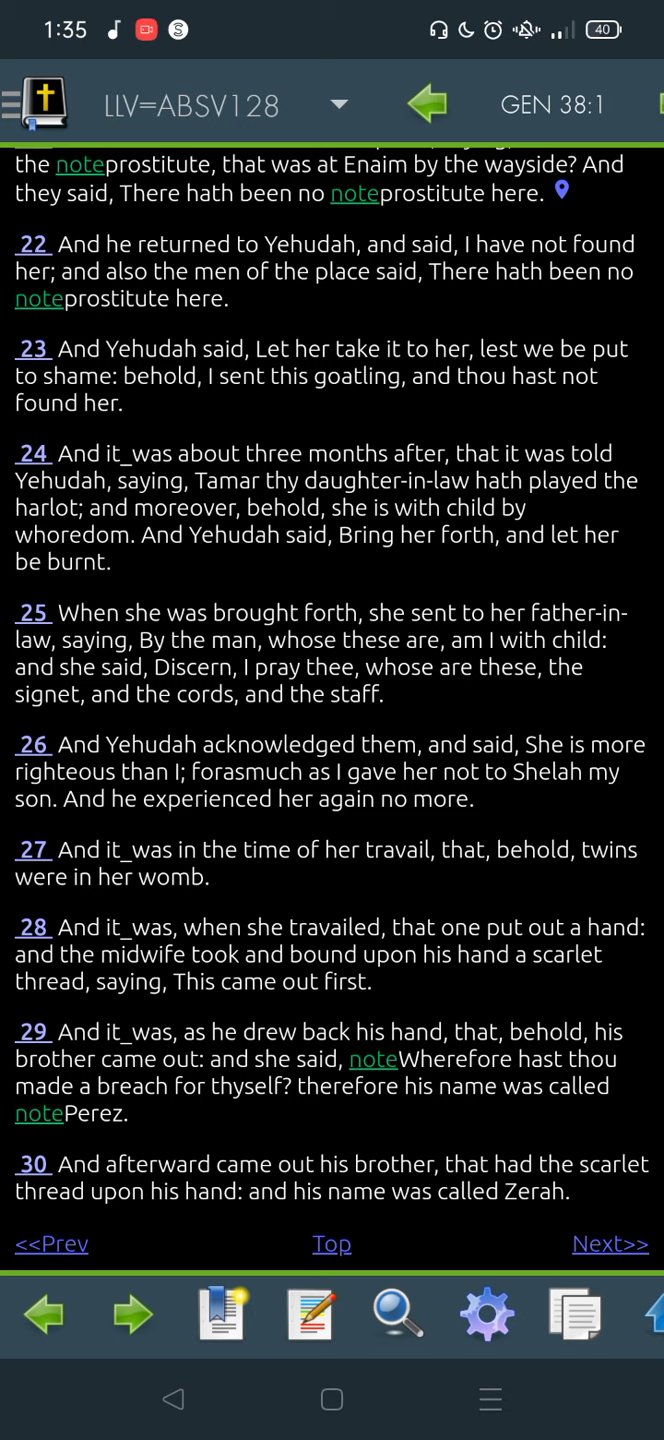 1:35
40
LLV=ABSV128
GEN 38:1
the noteprostitute, that was at Enaim by the wayside? And
they said, There hath been no noteprostitute here.
22 And he returned to Yehudah, and said, I have not found
her; and also the men of the place said, There hath been no
noteprostitute here.
23 And Yehudah said, Let her take it to her, lest we be put
to shame: behold, I sent this goatling, and thou hast not
found her.
24 And it_was about three months after, that it was told
Yehudah, saying, Tamar thy daughter-in-law hath played the
harlot; and moreover, behold, she is with child by
whoredom. And Yehudah said, Bring her forth, and let her
be burnt.
25 When she was brought forth, she sent to her father-in-
law, saying, By the man, whose these are, am I with child:
and she said, Discern, I pray thee, whose are these, the
signet, and the cords, and the staff.
26 And Yehudah acknowledged them, and said, She is more
righteous than I; forasmuch as I gave her not to Shelah my
son. And he experienced her again no more.
27 And it_was in the time of her travail, that, behold, twins
were in her womb.
28 And it_was, when she travailed, that one put out a hand:
and the midwife took and bound upon his hand a scarlet
thread, saying, This came out first.
29 And it_was, as he drew back his hand, that, behold, his
brother came out: and she said, noteWherefore hast thou
made a breach for thyself? therefore his name was called
notePerez.
30 And afterward came out his brother, that had the scarlet
thread upon his hand: and his name was called Zerah.
<<Prev
Top
Next>>